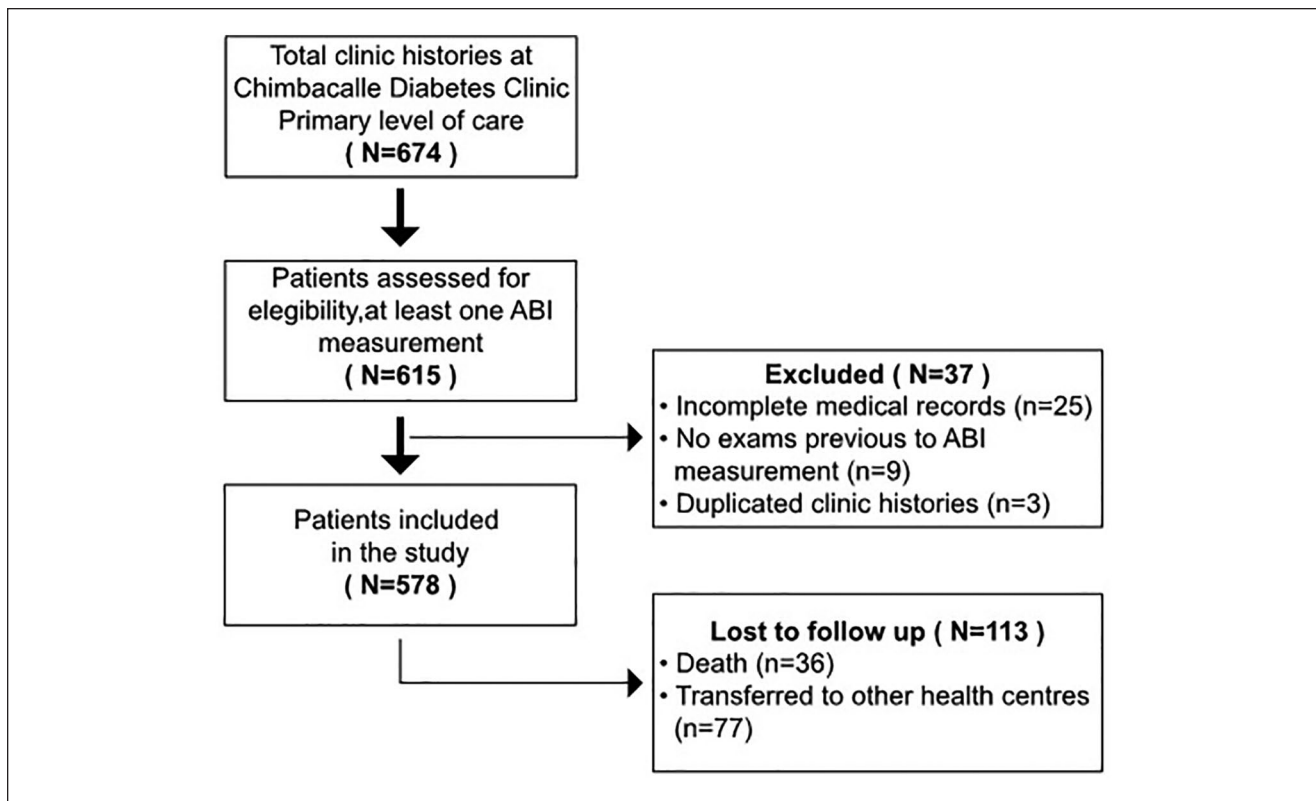 Total clinic histories at
Chimbacalle Diabetes Clinic
Primary level of care
( N=674 )
Patients assessed for
elegibility,at least one ABI
measurement
( N=615 )
Excluded ( N=37 )
• Incomplete medical records (n=25)
• No exams previous to ABI
measurement (n=9)
• Duplicated clinic histories (n=3)
Patients included
in the study
( N=578 )
Lost to follow up ( N=113 )
• Death (n=36)
• Transferred to other health centres
(n=77)